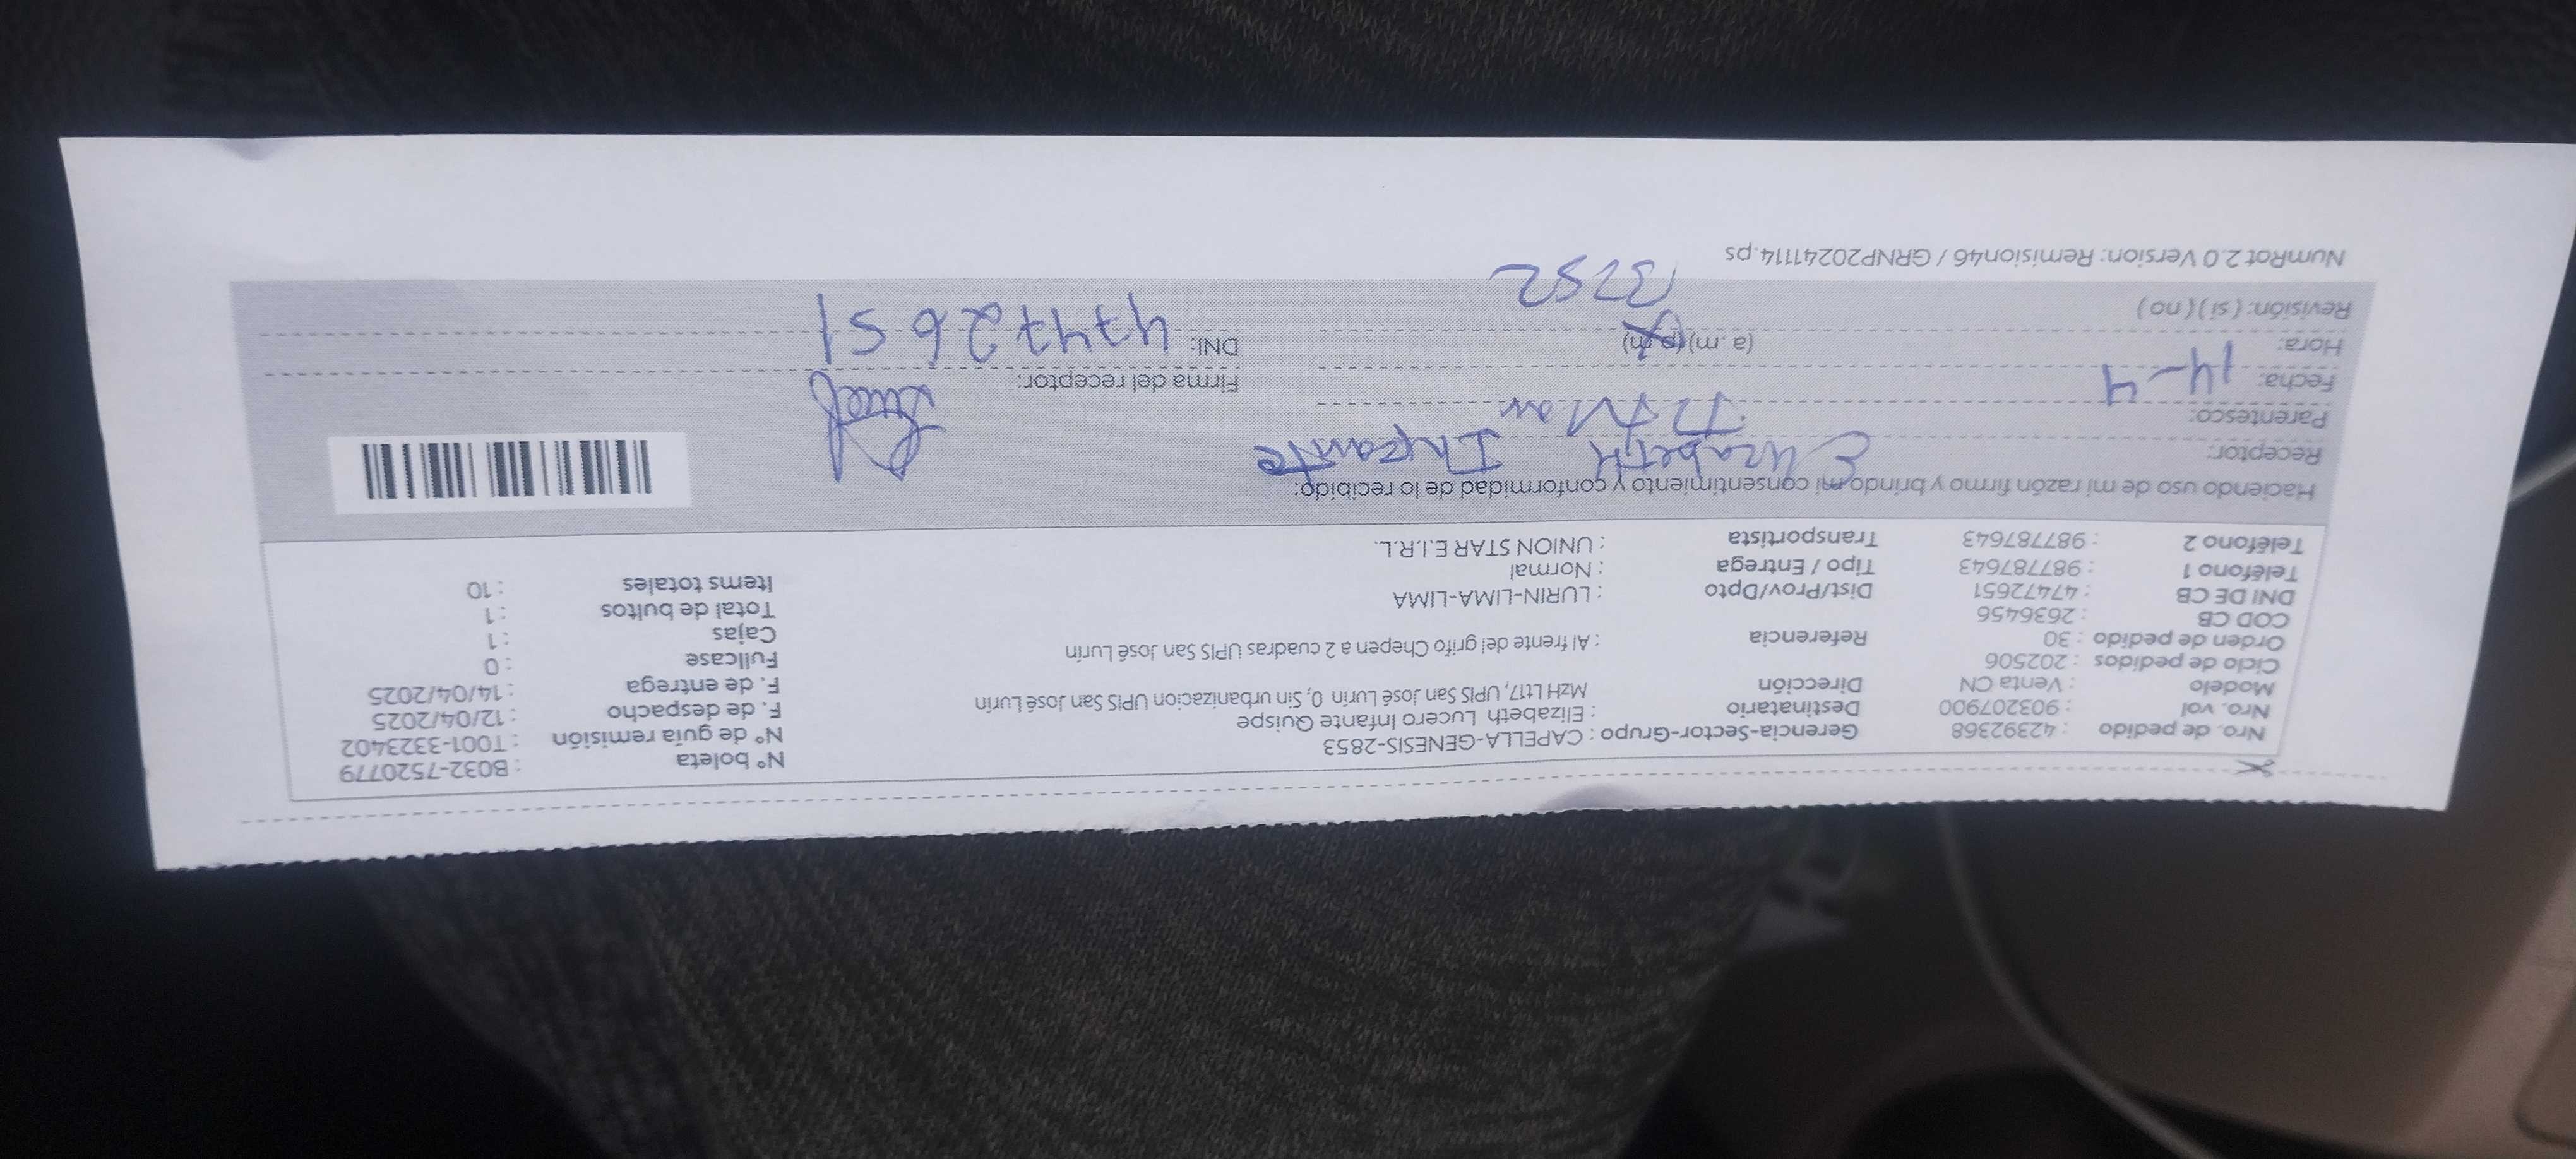 Nro. de pedido : 42392368 Gerencia-Sector-Grupo : CAPELLA-GENESIS-2853 N° boleta : B032-7520779
Nro. vol : 903207900 Destinatario : Elizabeth Lucero Infante Quispe N° de guía remisión : T001-3323402
Modelo : Venta CN Dirección MzH Lt17, UPIS San José Lurín 0, Sin urbanizacion UPIS San José Lurín F. de despacho : 12/04/2025
Ciclo de pedidos : 202506 F. de entrega : 14/04/2025
Orden de pedido : 30 Referencia : Al frente del grifo Chepen a 2 cuadras UPIS San José Lurín Fullcase : 0
COD CB : 2636456 Cajas : 1
DNI DE CB : 47472651 Dist/Prov/Dpto : LURIN-LIMA-LIMA Total de bultos : 1
Teléfono 1 : 987787643 Tipo / Entrega : Normal Items totales : 10
Teléfono 2 : 987787643 Transportista : UNION STAR E.I.R.L.
Haciendo uso de mi razón firmo y brindo mi consentimiento y conformidad de lo recibido:
Receptor: Elizabeth Infante
Parentesco:
Fecha: 14-4 Firma del receptor:
Hora: (a.m) (p.m) DNI: 47472651
Revisión: ( si ) ( no )
NumRot 2.0 Version: Remision46 / GRNP20241114.ps